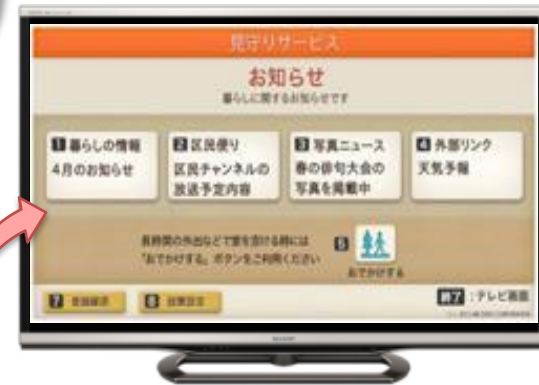 見守りサービス
お知らせ
暮らしに関するお知らせです
1 暮らしの情報
4月のお知らせ
2 区民便り
区民チャンネルの
放送予定内容
3 写真ニュース
春の俳句大会の
写真を掲載中
4 外部リンク
天気予報
長時間の外出などで家を空ける時には
「おでかけする」ボタンをご利用ください
6
おでかけする
7
8
終了:テレビ画面
SHARP